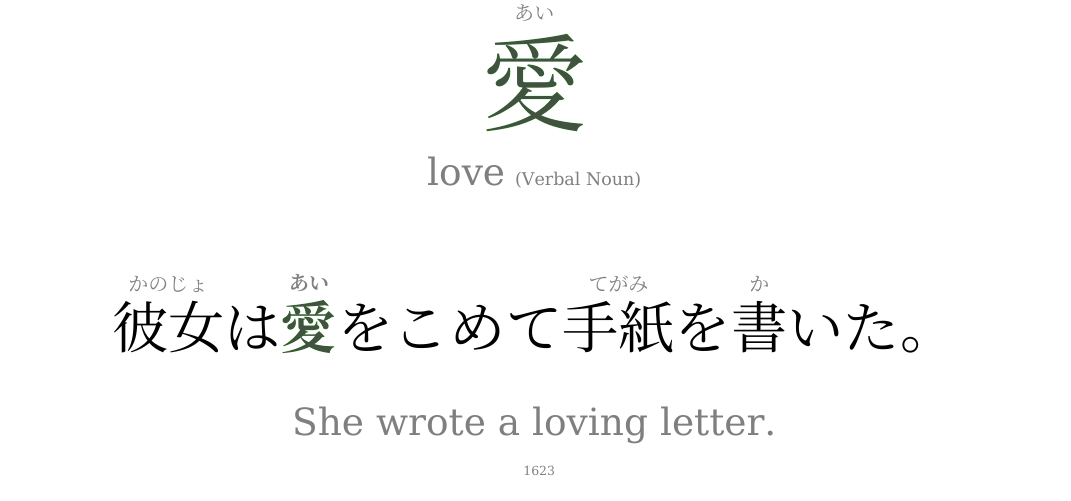 あい
愛
love (Verbal Noun)
かのじょ あい てがみ か
彼女は愛をこめて手紙を書いた。
She wrote a loving letter.
1623